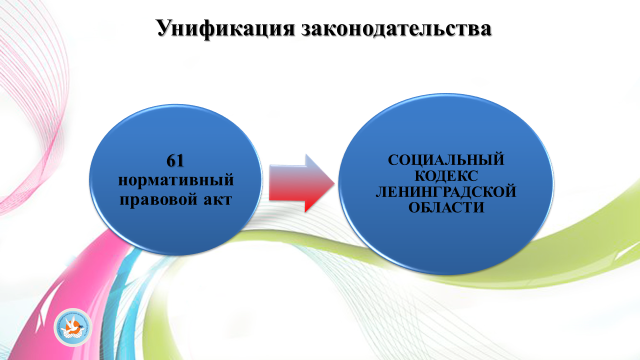 Унификация законодательства
61
нормативный
правовой акт
СОЦИАЛЬНЫЙ
КОДЕКС
ЛЕНИНГРАДСКОЙ
ОБЛАСТИ